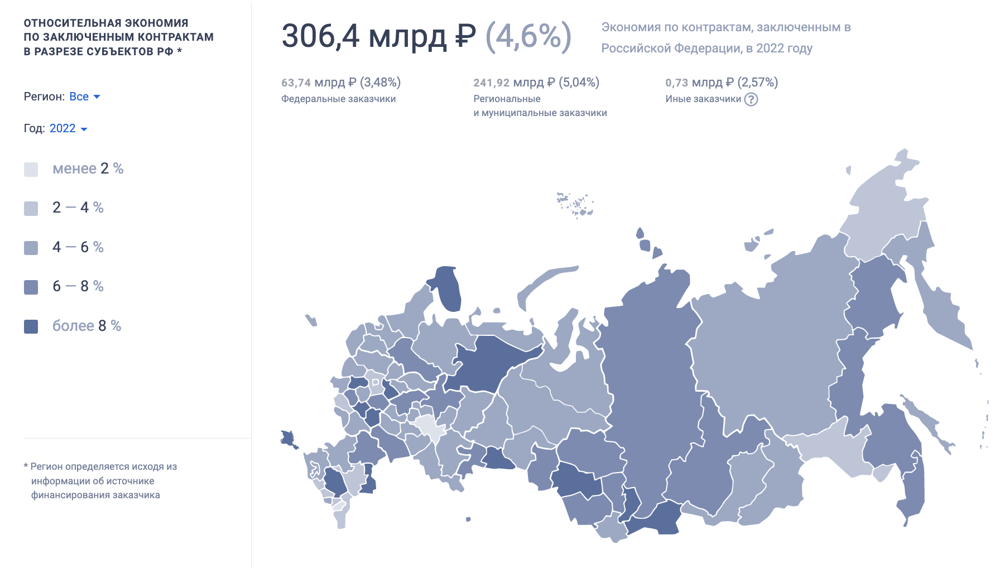 ОТНОСИТЕЛЬНАЯ ЭКОНОМИЯ
ПО ЗАКЛЮЧЕННЫМ КОНТРАКТАМ
В РАЗРЕЗЕ СУБЪЕКТОВ РФ *
Регион: Все
Год: 2022
менее 2 %
2 — 4 %
4 — 6 %
6 — 8 %
более 8 %
* Регион определяется исходя из
информации об источнике
финансирования заказчика
306,4 млрд ₽ (4,6%)
Экономия по контрактам, заключенным в
Российской Федерации, в 2022 году
63,74 млрд ₽ (3,48%)
Федеральные заказчики
241,92 млрд ₽ (5,04%)
Региональные
и муниципальные заказчики
0,73 млрд ₽ (2,57%)
Иные заказчики ?